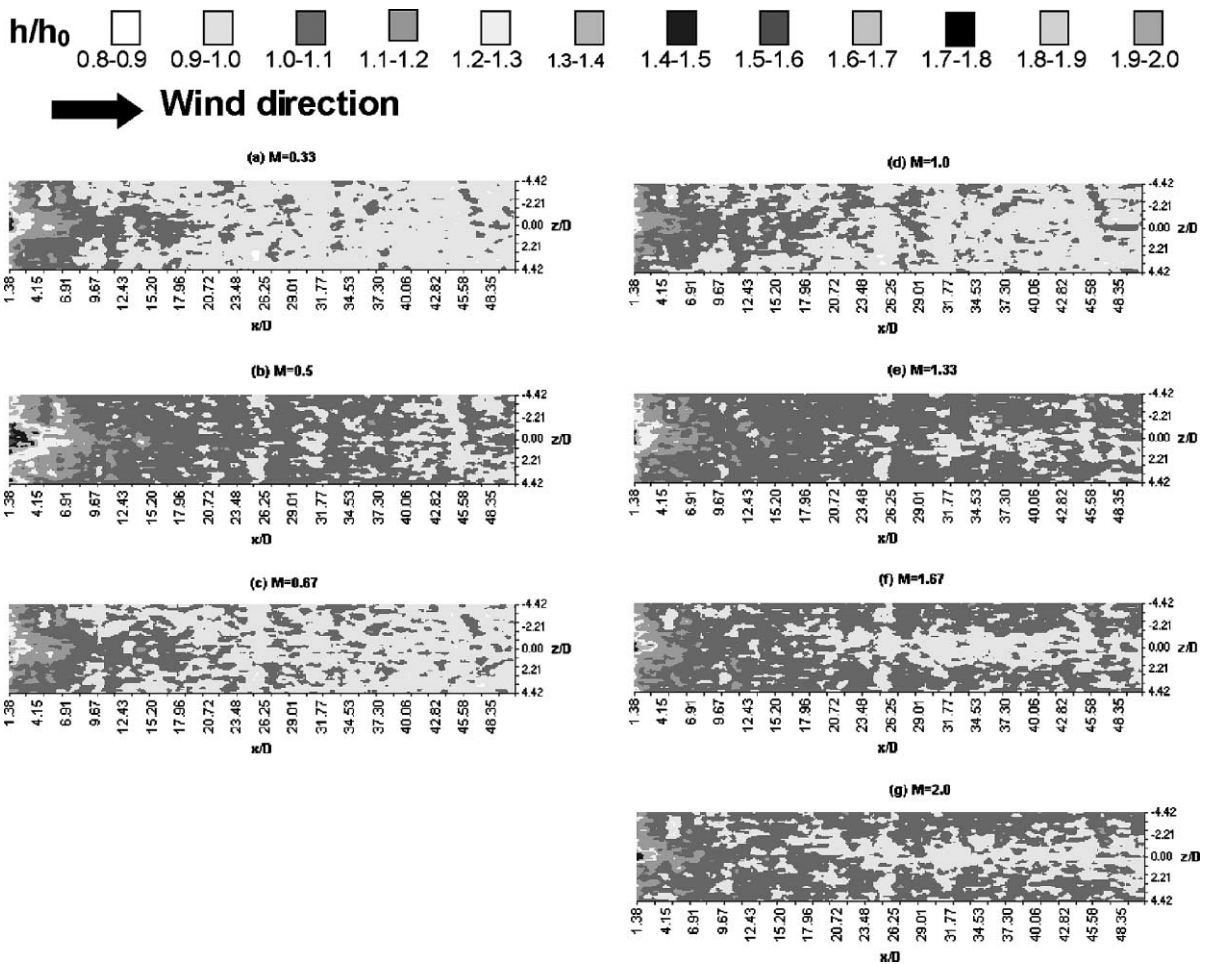 h/h0
0.8-0.9 0.9-1.0 1.0-1.1 1.1-1.2 1.2-1.3 1.3-1.4 1.4-1.5 1.5-1.6 1.6-1.7 1.7-1.8 1.8-1.9 1.9-2.0
Wind direction
(a) M=0.33
-4.42
-2.21
0.00 z/D
2.21
4.42
1.38 4.15 6.91 9.67 12.43 15.20 17.96 20.72 23.48 26.25 29.01 31.77 34.53 37.30 40.06 42.82 45.58 48.35
x/D
(b) M=0.5
-4.42
-2.21
0.00 z/D
2.21
4.42
1.38 4.15 6.91 9.67 12.43 15.20 17.96 20.72 23.48 26.25 29.01 31.77 34.53 37.30 40.06 42.82 45.58 48.35
x/D
(c) M=0.67
-4.42
-2.21
0.00 z/D
2.21
4.42
1.38 4.15 6.91 9.67 12.43 15.20 17.96 20.72 23.48 26.25 29.01 31.77 34.53 37.30 40.06 42.82 45.58 48.35
x/D
(d) M=1.0
-4.42
-2.21
0.00 z/D
2.21
4.42
1.38 4.15 6.91 9.67 12.43 15.20 17.96 20.72 23.48 26.25 29.01 31.77 34.53 37.30 40.06 42.82 45.58 48.35
x/D
(e) M=1.33
-4.42
-2.21
0.00 z/D
2.21
4.42
1.38 4.15 6.91 9.67 12.43 15.20 17.96 20.72 23.48 26.25 29.01 31.77 34.53 37.30 40.06 42.82 45.58 48.35
x/D
(f) M=1.67
-4.42
-2.21
0.00 z/D
2.21
4.42
1.38 4.15 6.91 9.67 12.43 15.20 17.96 20.72 23.48 26.25 29.01 31.77 34.53 37.30 40.06 42.82 45.58 48.35
x/D
(g) M=2.0
-4.42
-2.21
0.00 z/D
2.21
4.42
1.38 4.15 6.91 9.67 12.43 15.20 17.96 20.72 23.48 26.25 29.01 31.77 34.53 37.30 40.06 42.82 45.58 48.35
x/D